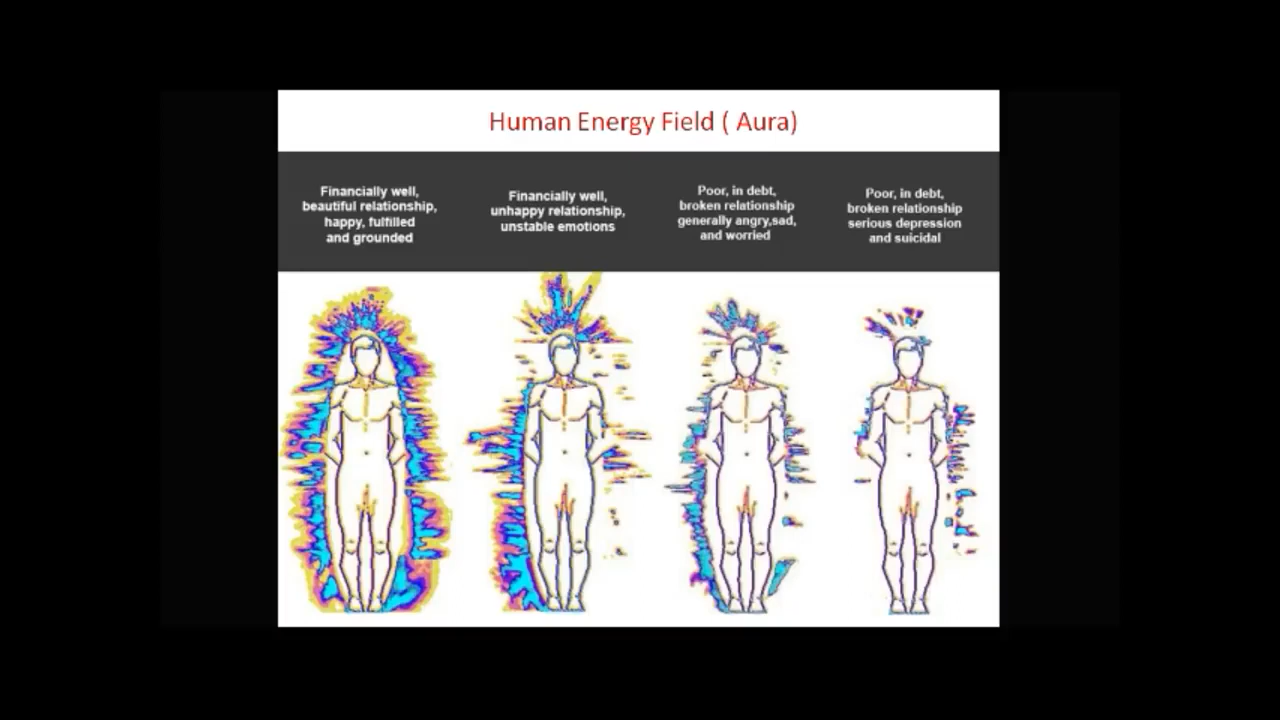 Human Energy Field ( Aura)
Financially well,
beautiful relationship,
happy, fulfilled
and grounded
Financially well,
unhappy relationship,
unstable emotions
Poor, in debt,
broken relationship
generally angry,sad,
and worried
Poor, in debt,
broken relationship
serious depression
and suicidal